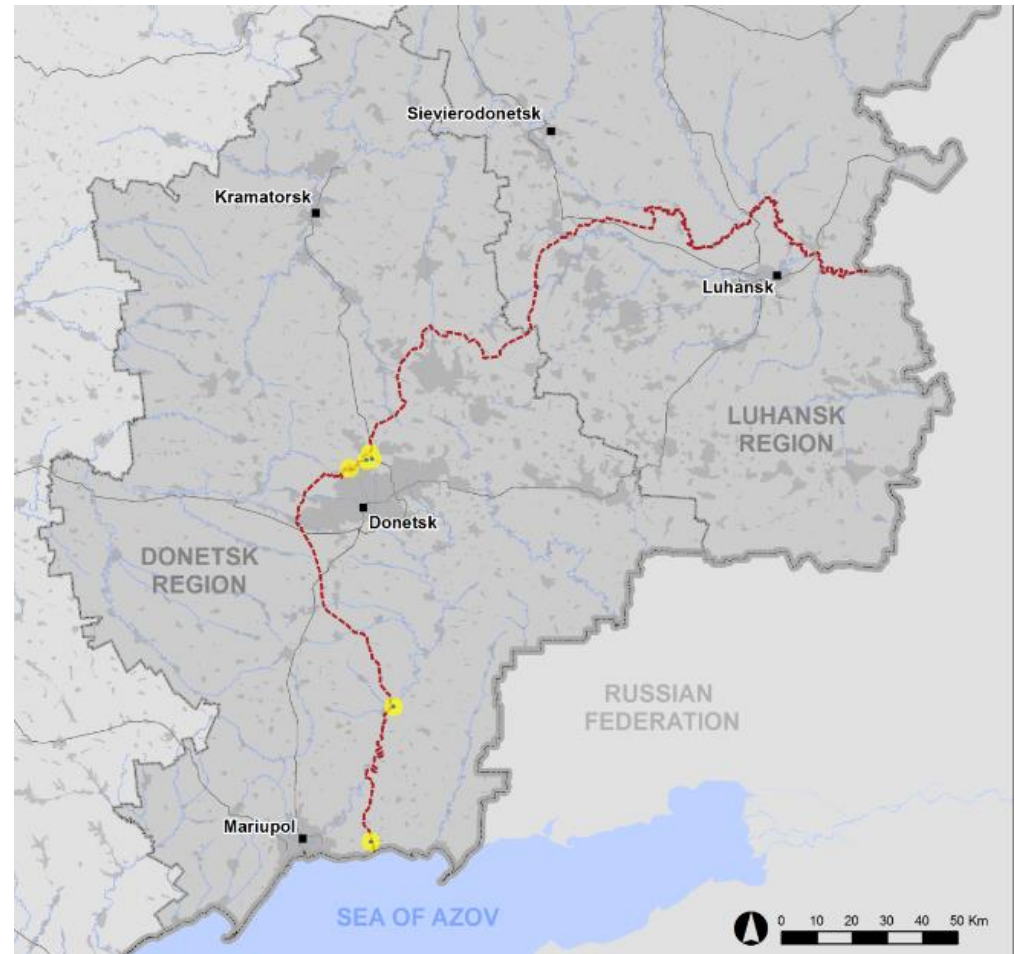 Sievierodonetsk
Kramatorsk
Luhansk
LUHANSK
REGION
Donetsk
DONETSK
REGION
RUSSIAN
FEDERATION
Mariupol
SEA OF AZOV
0 10 20 30 40 50 Km